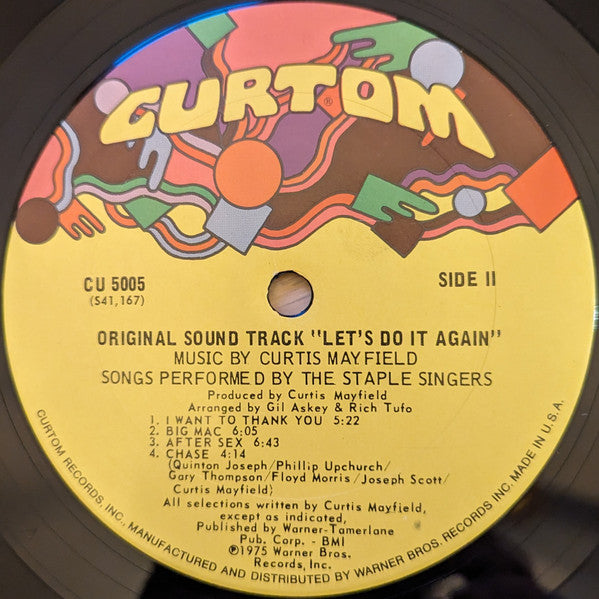 CURTOM
®
CU 5005
(S41,167)
SIDE II
ORIGINAL SOUND TRACK "LET'S DO IT AGAIN"
MUSIC BY CURTIS MAYFIELD
SONGS PERFORMED BY THE STAPLE SINGERS
Produced by Curtis Mayfield
Arranged by Gil Askey & Rich Tufo
1. I WANT TO THANK YOU 5:22
2. BIG MAC 6:05
3. AFTER SEX 6:43
4. CHASE 4:14
(Quinton Joseph/Phillip Upchurch/
Gary Thompson/Floyd Morris/Joseph Scott/
Curtis Mayfield)
All selections written by Curtis Mayfield,
except as indicated,
Published by Warner-Tamerlane
Pub. Corp. - BMI
℗1975 Warner Bros.
Records, Inc.
CURTOM RECORDS, INC., MANUFACTURED AND DISTRIBUTED BY WARNER BROS. RECORDS INC. MADE IN U.S.A.